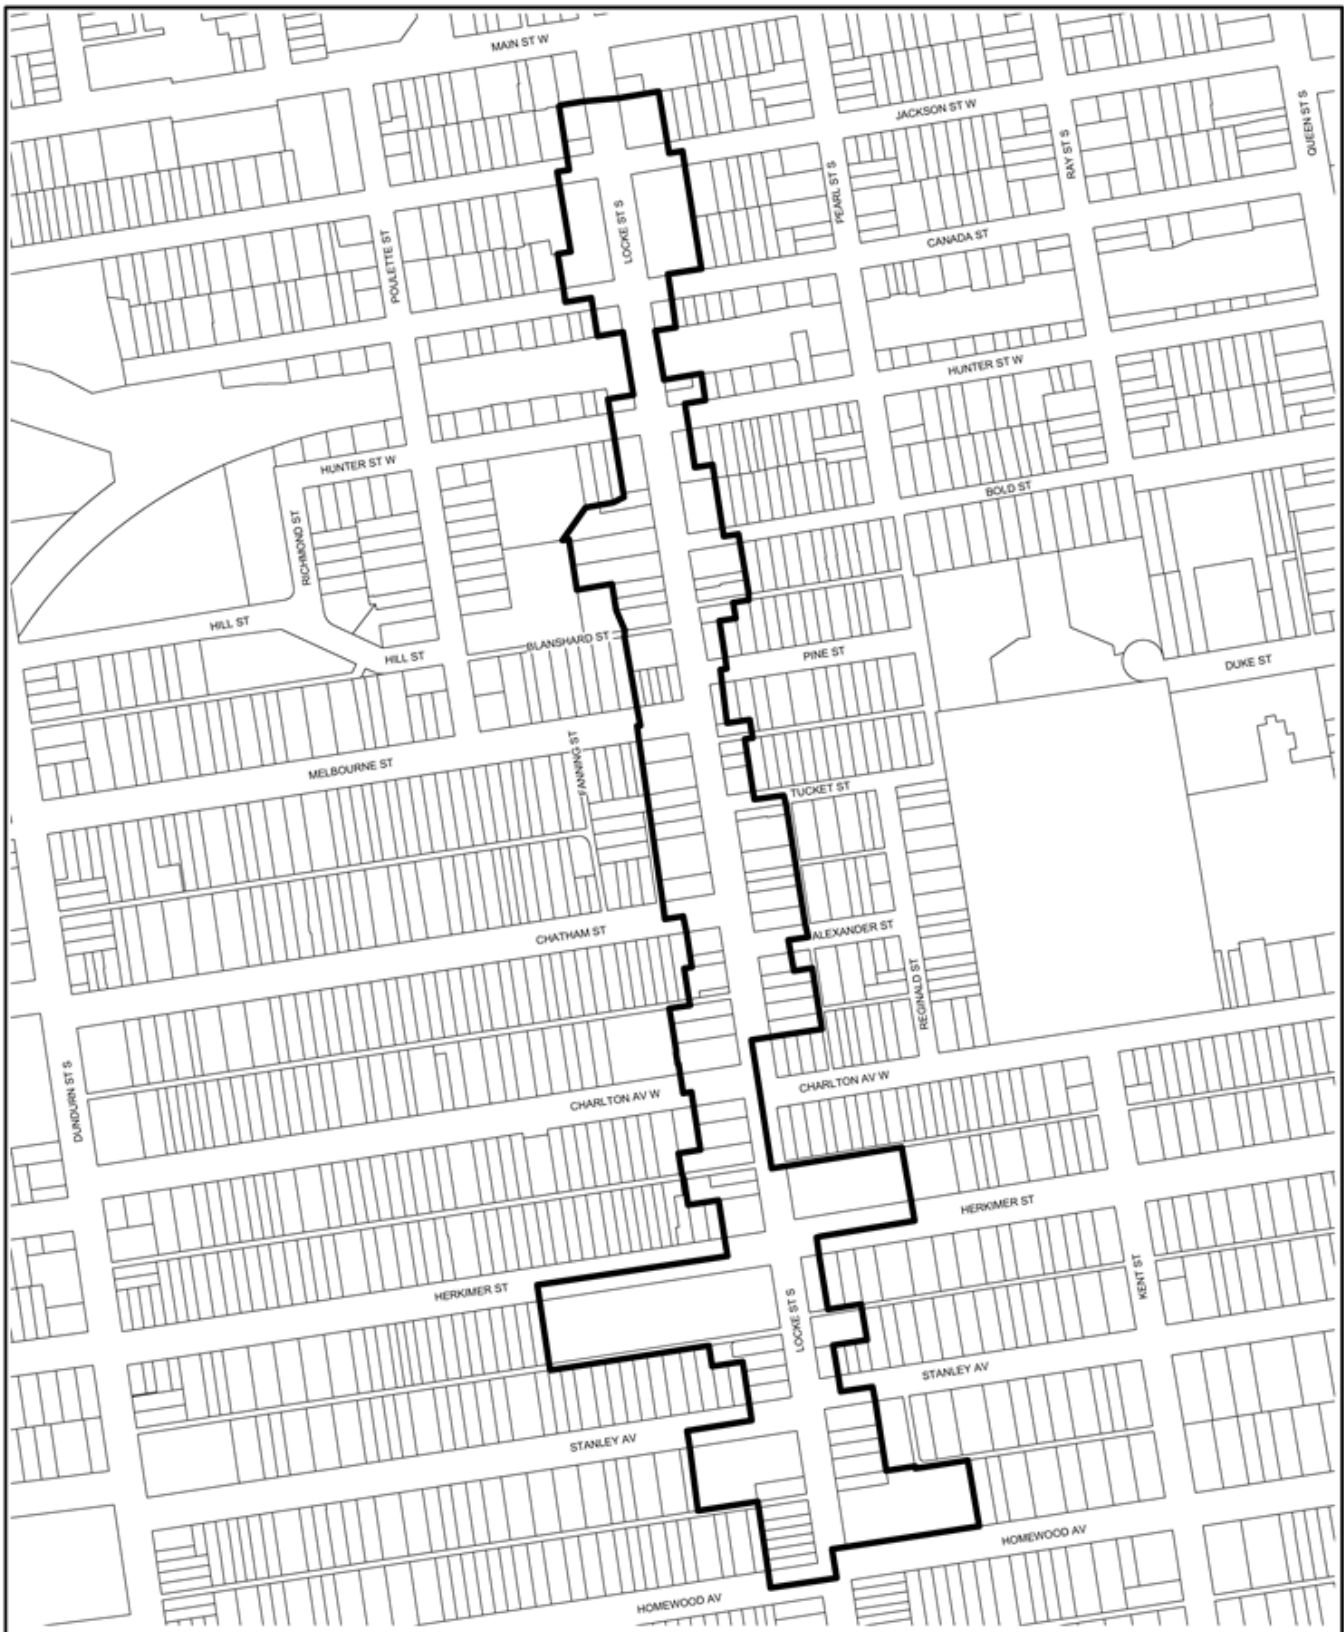 MAIN ST W
JACKSON ST W
QUEEN ST S
RAY ST S
PEARL ST S
LOCKE ST S
CANADA ST
POULETTE ST
HUNTER ST W
HUNTER ST W
BOLD ST
RICHMOND ST
HILL ST
BLANSHARD ST
HILL ST
PINE ST
DUKE ST
FANNING ST
MELBOURNE ST
TUCKET ST
ALEXANDER ST
CHATHAM ST
REGINALD ST
DUNDURN ST S
CHARLTON AV W
CHARLTON AV W
HERKIMER ST
KENT ST
HERKIMER ST
LOCKE ST S
STANLEY AV
STANLEY AV
HOMEWOOD AV
HOMEWOOD AV